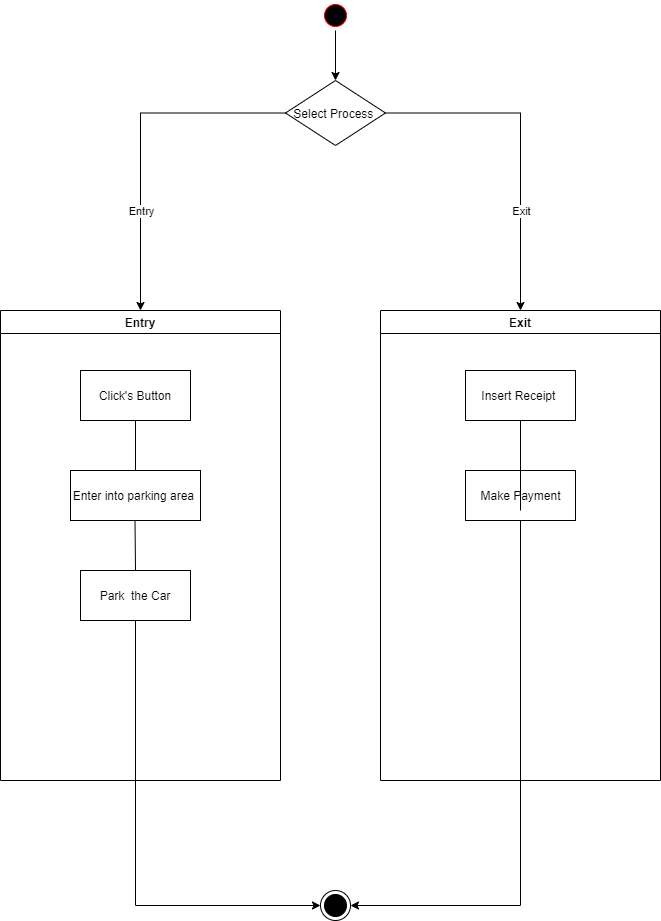 Select Process
Entry
Exit
Entry
Exit
Click's Button
Insert Receipt
Enter into parking area
Make Payment
Park  the Car